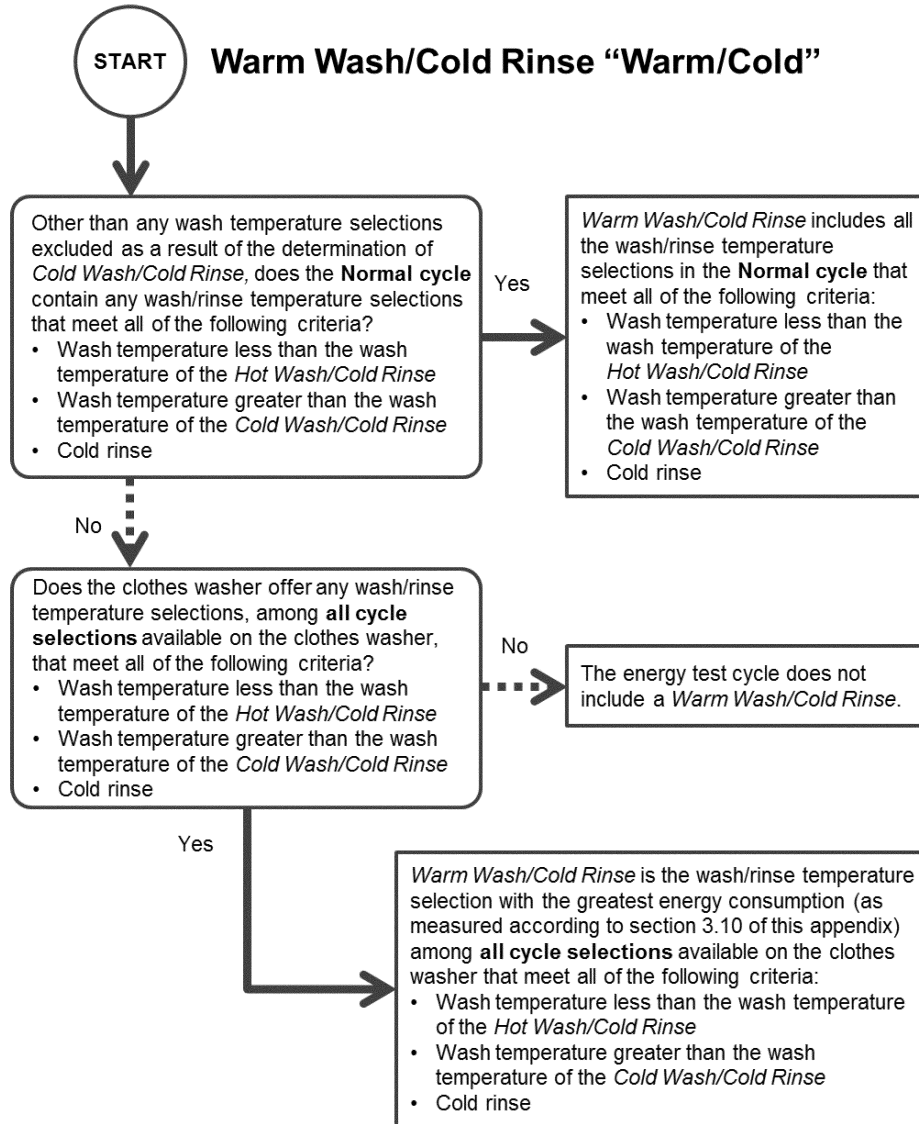 START
Warm Wash/Cold Rinse “Warm/Cold”
Other than any wash temperature selections
excluded as a result of the determination of
Cold Wash/Cold Rinse, does the Normal cycle
contain any wash/rinse temperature selections
that meet all of the following criteria?
• Wash temperature less than the wash
temperature of the Hot Wash/Cold Rinse
• Wash temperature greater than the wash
temperature of the Cold Wash/Cold Rinse
• Cold rinse
Yes
Warm Wash/Cold Rinse includes all
the wash/rinse temperature
selections in the Normal cycle that
meet all of the following criteria:
• Wash temperature less than the
wash temperature of the
Hot Wash/Cold Rinse
• Wash temperature greater than
the wash temperature of the
Cold Wash/Cold Rinse
• Cold rinse
No
Does the clothes washer offer any wash/rinse
temperature selections, among all cycle
selections available on the clothes washer,
that meet all of the following criteria?
• Wash temperature less than the wash
temperature of the Hot Wash/Cold Rinse
• Wash temperature greater than the wash
temperature of the Cold Wash/Cold Rinse
• Cold rinse
No
The energy test cycle does not
include a Warm Wash/Cold Rinse.
Yes
Warm Wash/Cold Rinse is the wash/rinse temperature
selection with the greatest energy consumption (as
measured according to section 3.10 of this appendix)
among all cycle selections available on the clothes
washer that meet all of the following criteria:
• Wash temperature less than the wash temperature
of the Hot Wash/Cold Rinse
• Wash temperature greater than the wash
temperature of the Cold Wash/Cold Rinse
• Cold rinse